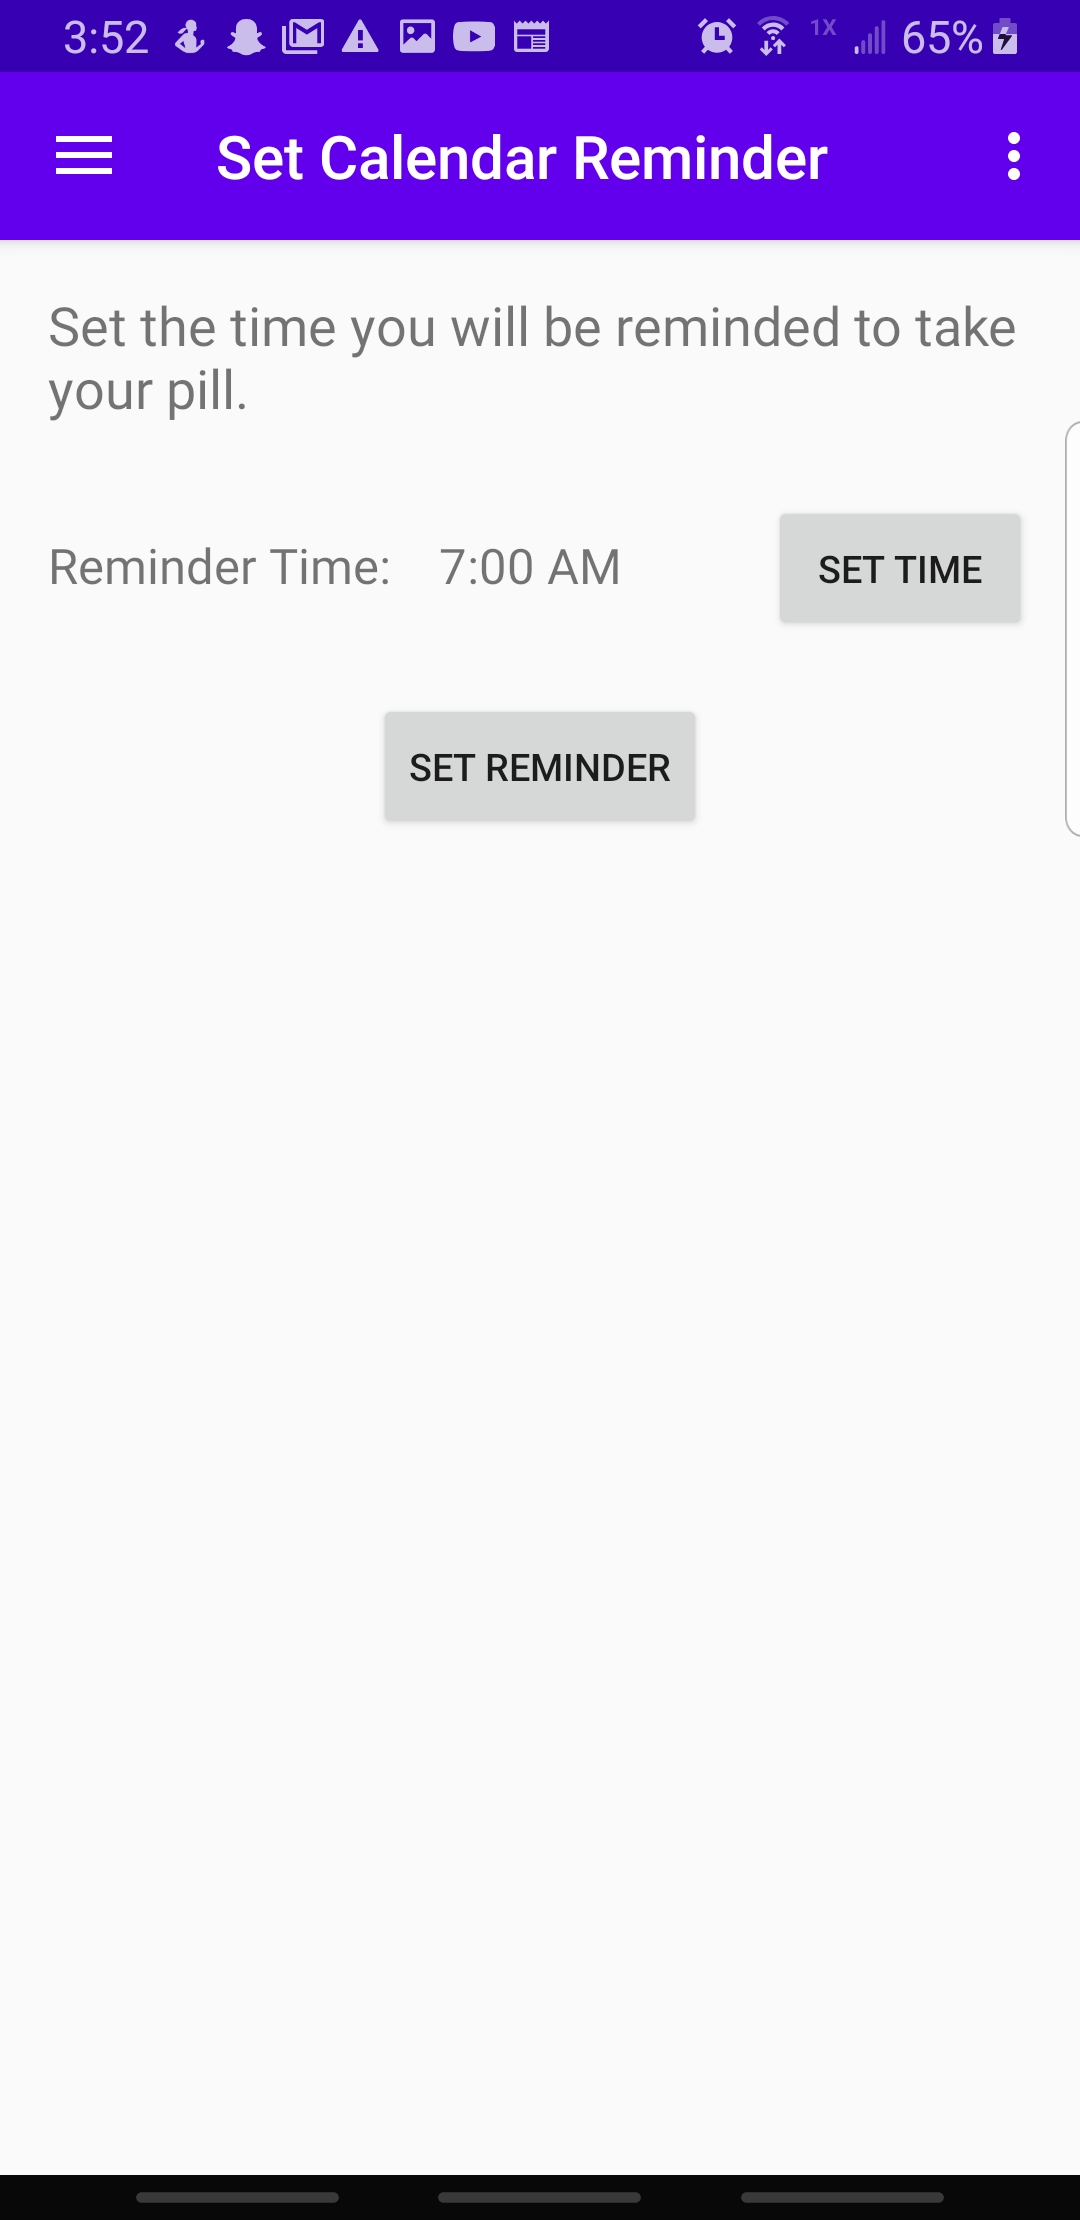 3:52 1X 65%
Set Calendar Reminder
Set the time you will be reminded to take
your pill.
Reminder Time: 7:00 AM SET TIME
SET REMINDER